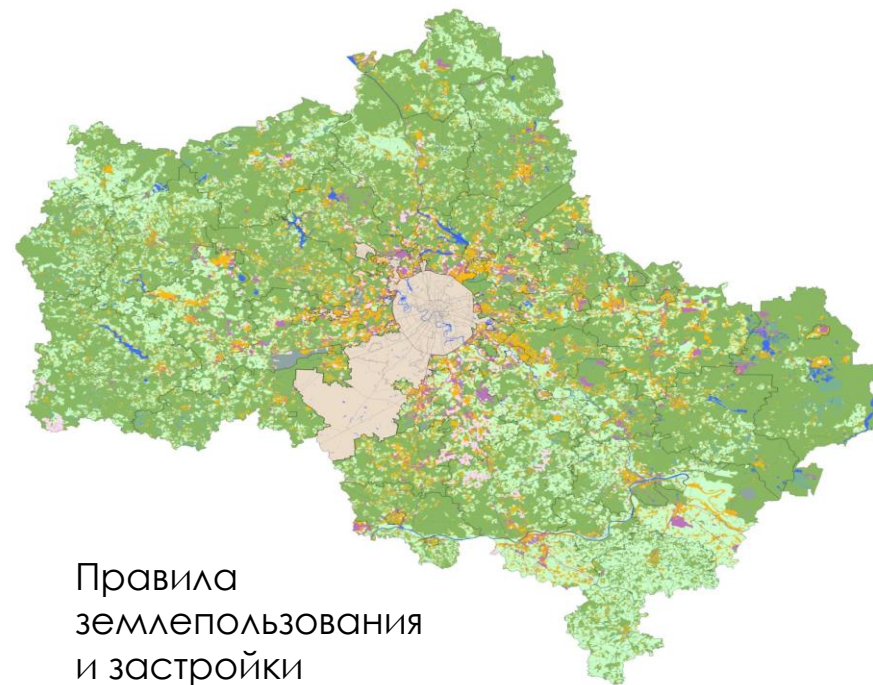 Правила
землепользования
и застройки